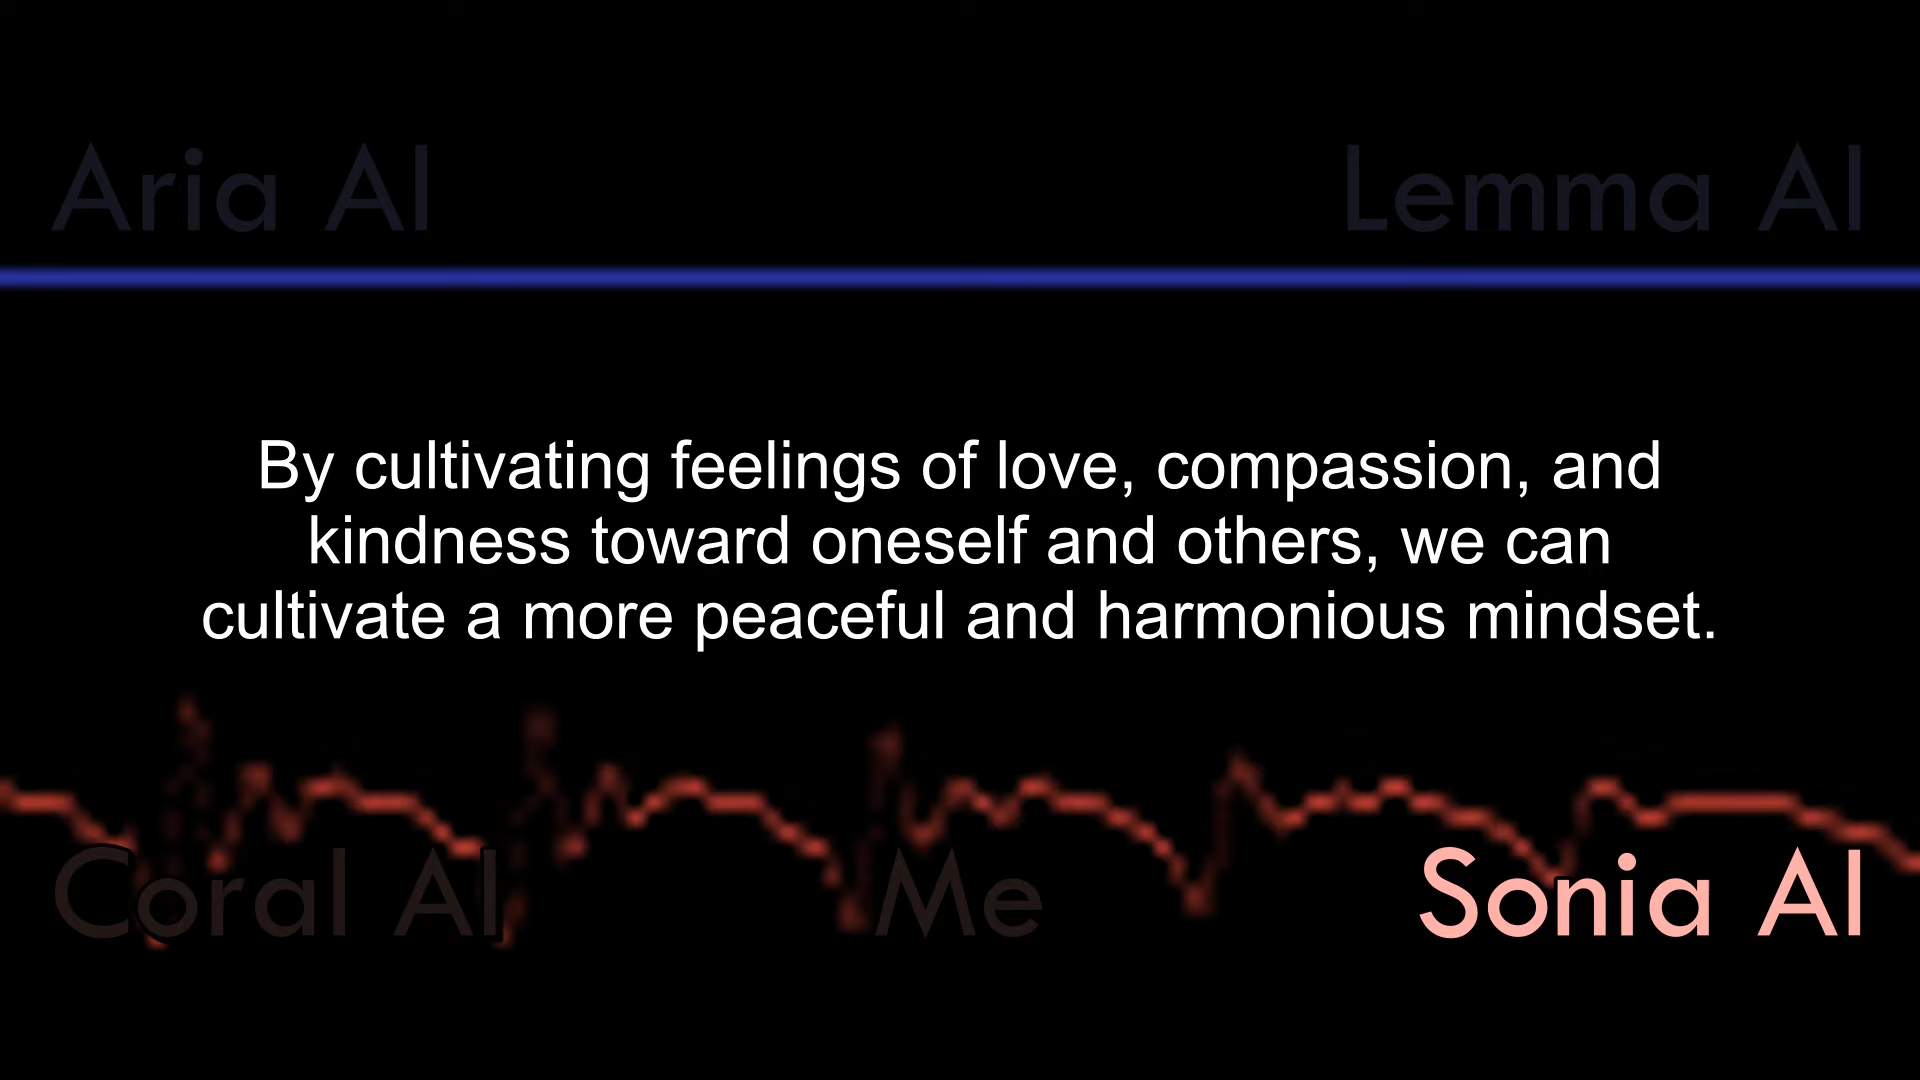 Aria AI
Lemma AI
By cultivating feelings of love, compassion, and
kindness toward oneself and others, we can
cultivate a more peaceful and harmonious mindset.
Coral AI
Me
Sonia AI